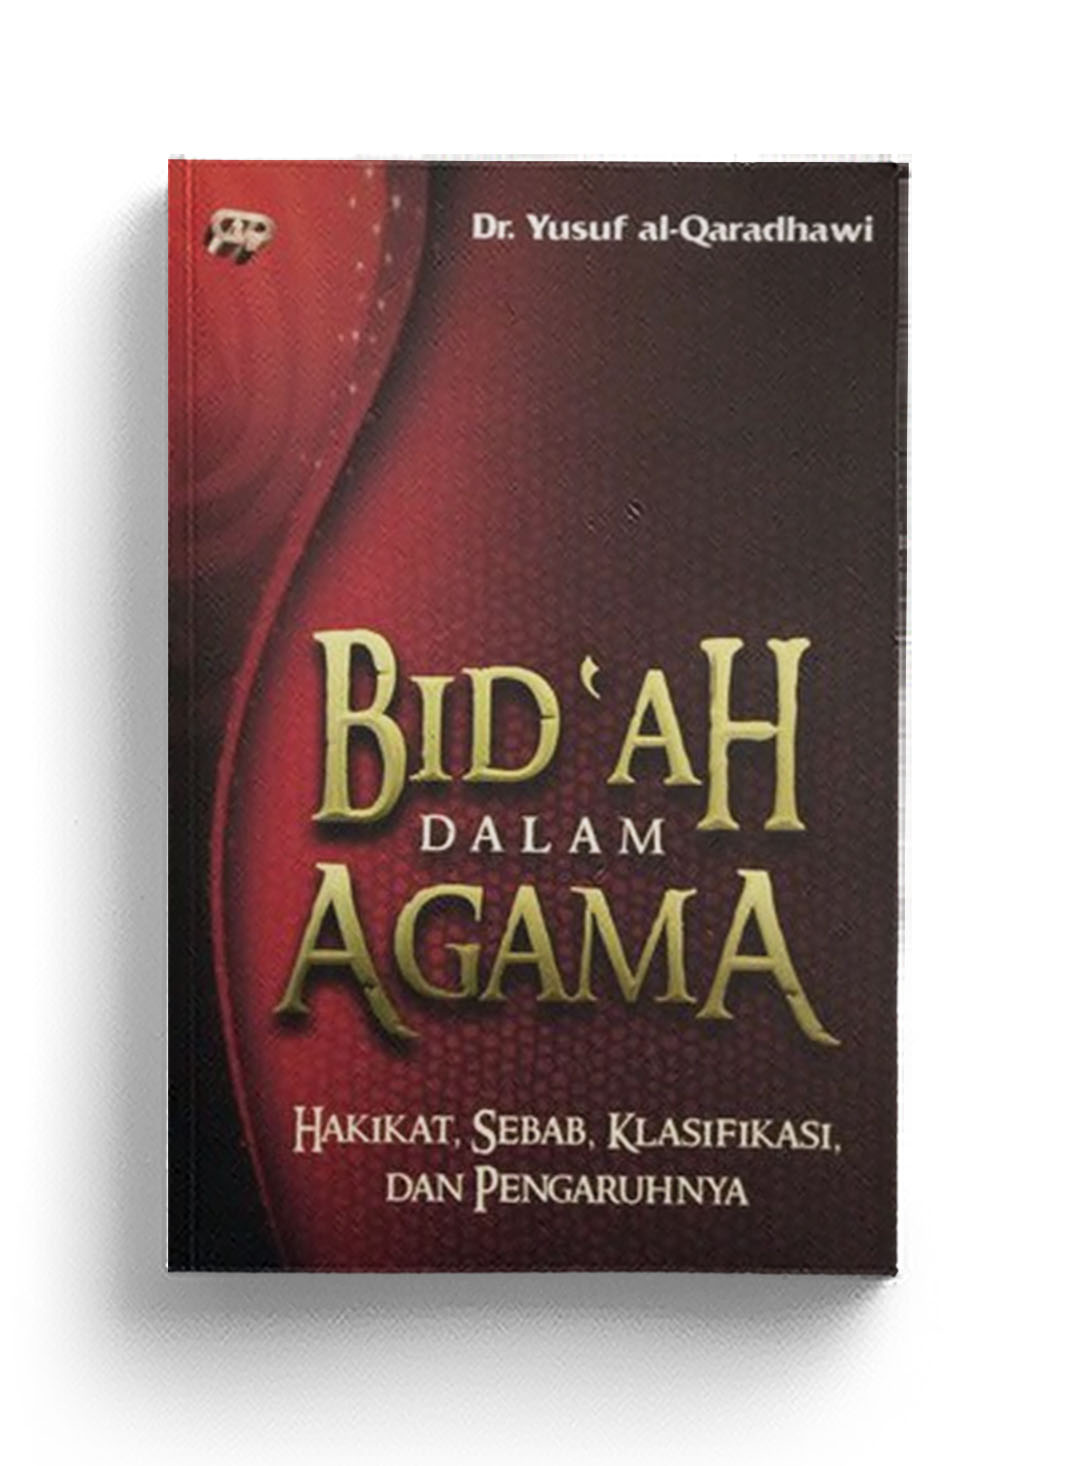 Dr. Yusuf al-Qaradhawi
BID'AH
DALAM
AGAMA
HAKIKAT, SEBAB, KLASIFIKASI,
DAN PENGARUHNYA